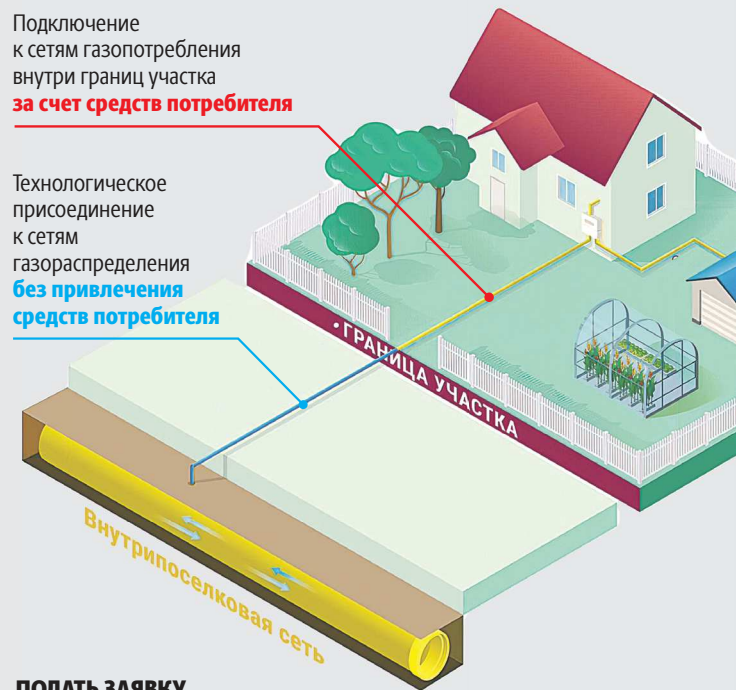 Подключение
к сетям газопотребления
внутри границ участка
за счет средств потребителя
Технологическое
присоединение
к сетям
газораспределения
без привлечения
средств потребителя
• ГРАНИЦА УЧАСТКА
Внутрипоселковая сеть
ПОДАТЬ ЗАЯВКУ